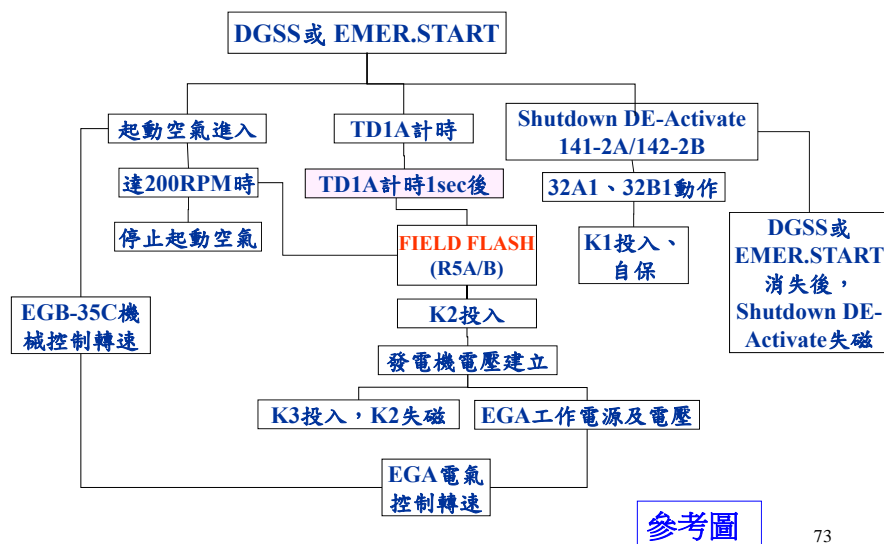 DGSS或 EMER.START
起動空氣進入
TD1A計時
Shutdown DE-Activate
141-2A/142-2B
達200RPM時
TD1A計時1sec後
32A1、32B1動作
停止起動空氣
FIELD FLASH
(R5A/B)
K1投入、
自保
DGSS或
EMER.START
消失後，
Shutdown DE-
Activate失磁
EGB-35C機
械控制轉速
K2投入
發電機電壓建立
K3投入，K2失磁
EGA工作電源及電壓
EGA電氣
控制轉速
參考圖
73